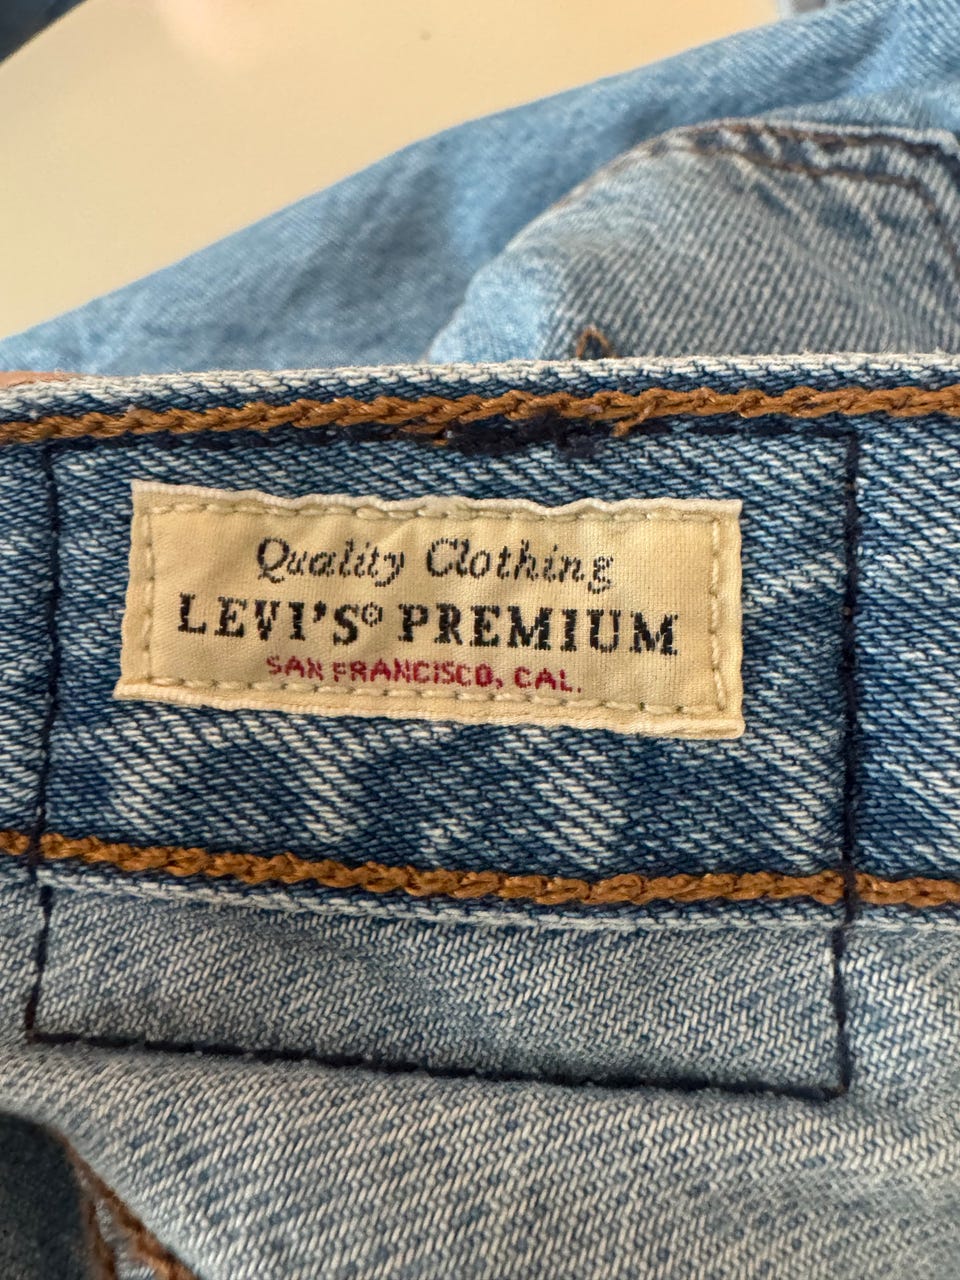 Quality Clothing
LEVI'S® PREMIUM
SAN FRANCISCO, CAL.